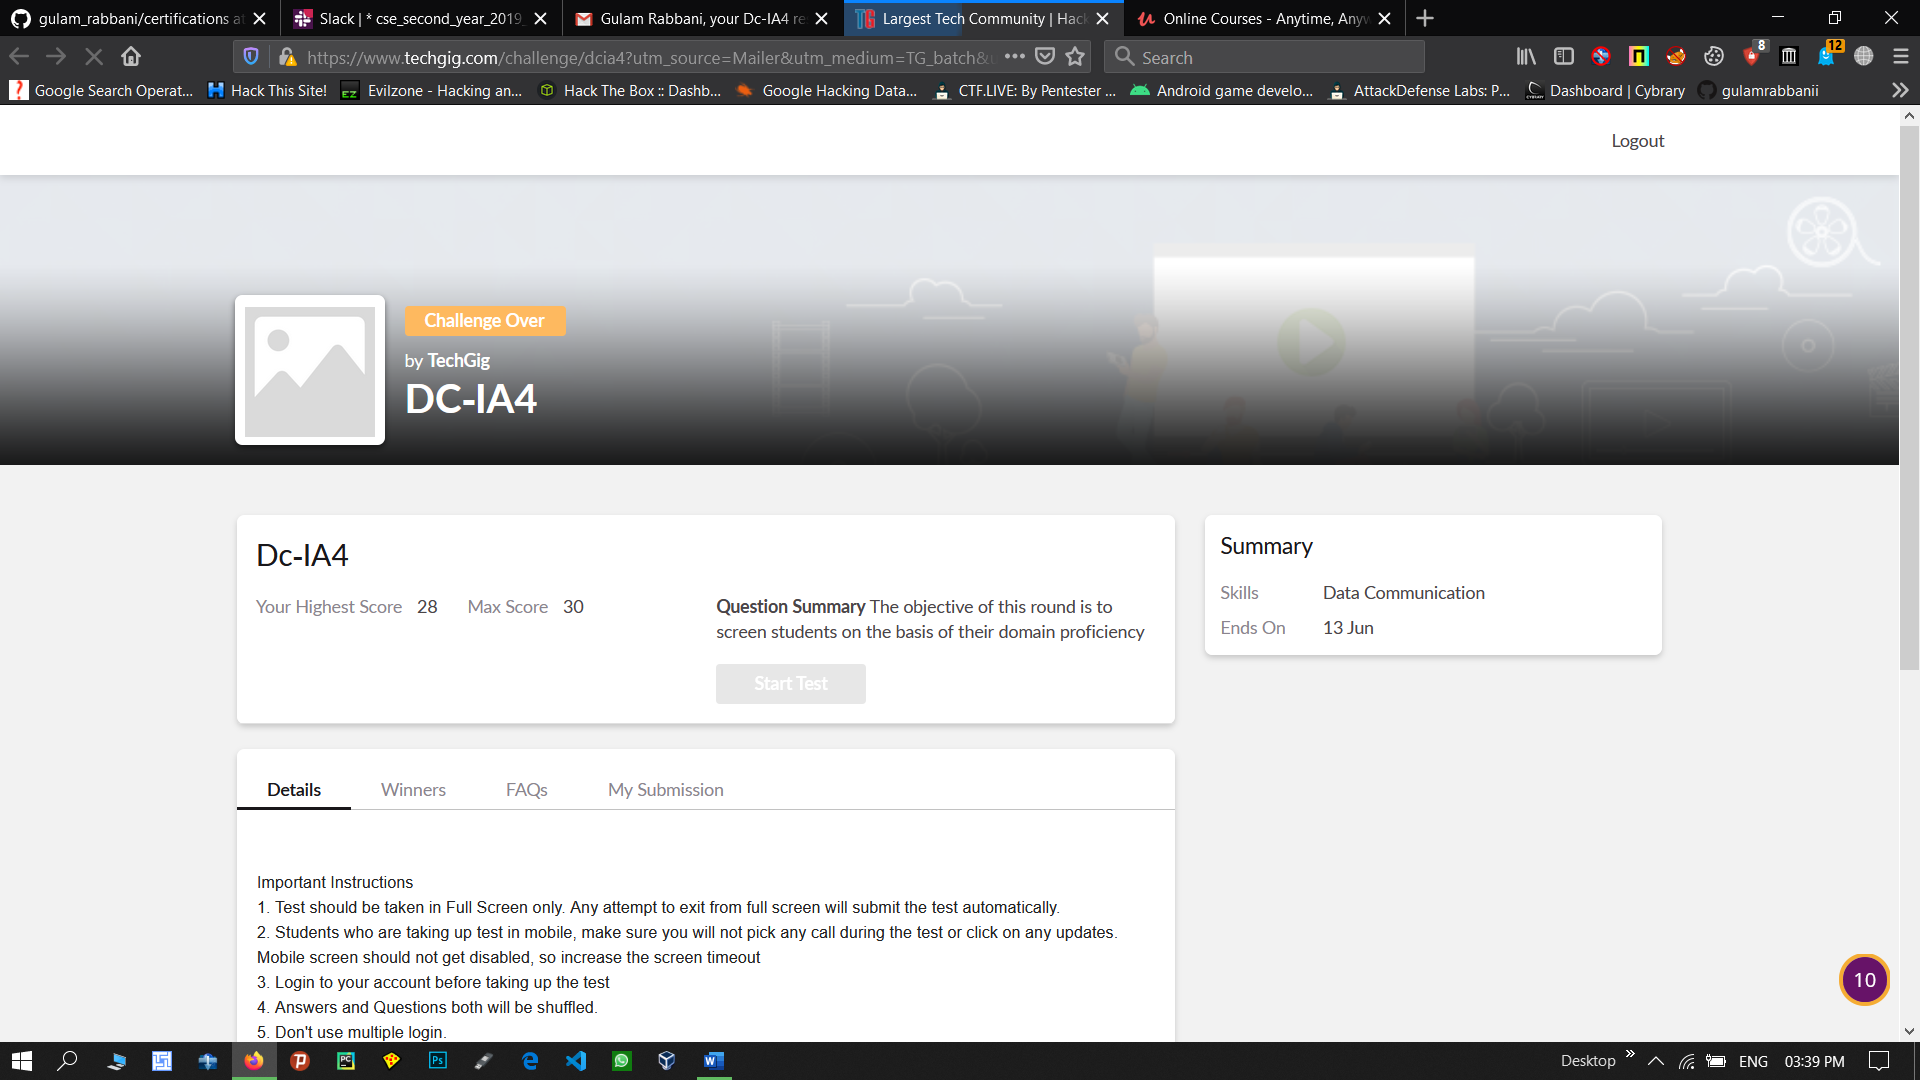 gulam_rabbani/certifications at
Slack | * cse_second_year_2019_
Gulam Rabbani, your Dc-IA4 re
Largest Tech Community | Hack
Online Courses - Anytime, Anyw
https://www.techgig.com/challenge/dcia4?utm_source=Mailer&utm_medium=TG_batch&u
Search
8
12
Google Search Operat...
Hack This Site!
EZ
Evilzone - Hacking an...
Hack The Box :: Dashb...
Google Hacking Data...
CTF.LIVE: By Pentester ...
Android game develo...
AttackDefense Labs: P...
Dashboard | Cybrary
gulamrabbanii
Logout
Challenge Over
by TechGig
DC-IA4
Dc-IA4
Your Highest Score 28 Max Score 30
Question Summary The objective of this round is to
screen students on the basis of their domain proficiency
Start Test
Summary
Skills Data Communication
Ends On 13 Jun
Details Winners FAQs My Submission
Important Instructions
1. Test should be taken in Full Screen only. Any attempt to exit from full screen will submit the test automatically.
2. Students who are taking up test in mobile, make sure you will not pick any call during the test or click on any updates.
Mobile screen should not get disabled, so increase the screen timeout
3. Login to your account before taking up the test
4. Answers and Questions both will be shuffled.
5. Don't use multiple login.
10
Desktop
ENG
03:39 PM